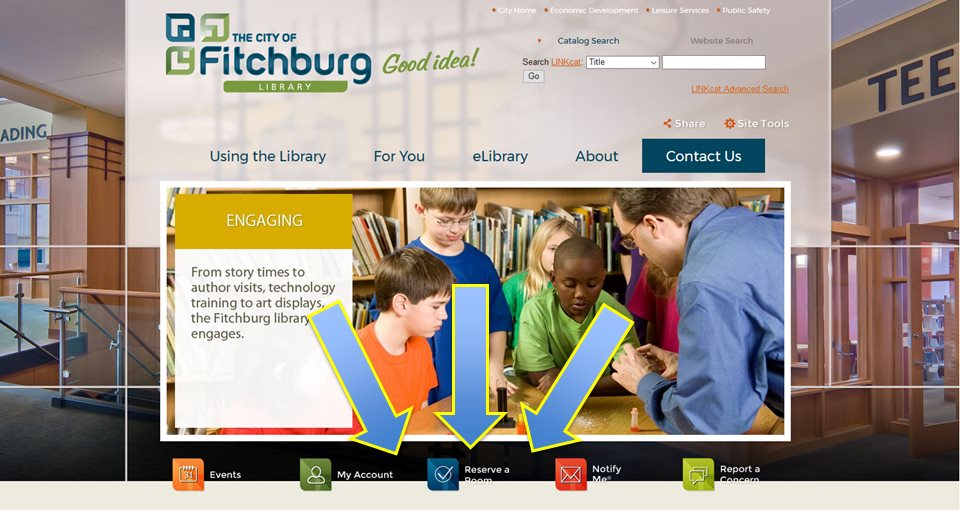 City Home
Economic Development
Leisure Services
Public Safety
THE CITY OF
Fitchburg
LIBRARY
Good idea!
Catalog Search
Website Search
Search LINKcat: Title
Go
LINKcat Advanced Search
Share
Site Tools
ADING
TEE
Using the Library
For You
eLibrary
About
Contact Us
ENGAGING
From story times to
author visits, technology
training to art displays,
the Fitchburg library
engages.
31
Events
My Account
Reserve a
Room
Notify
Me®
Report a
Concern